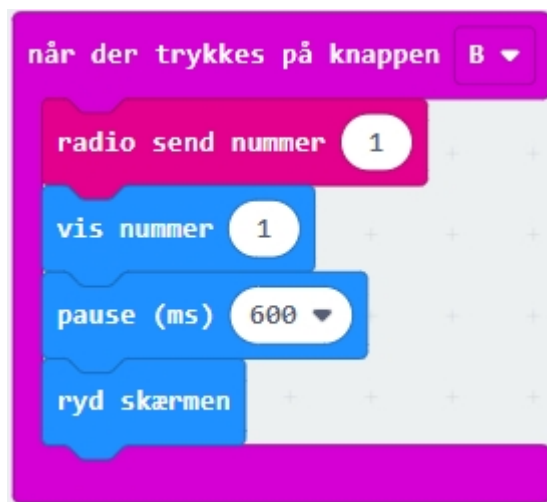 når der trykkes på knappen B
radio send nummer 1
vis nummer 1
pause (ms) 600
ryd skærmen